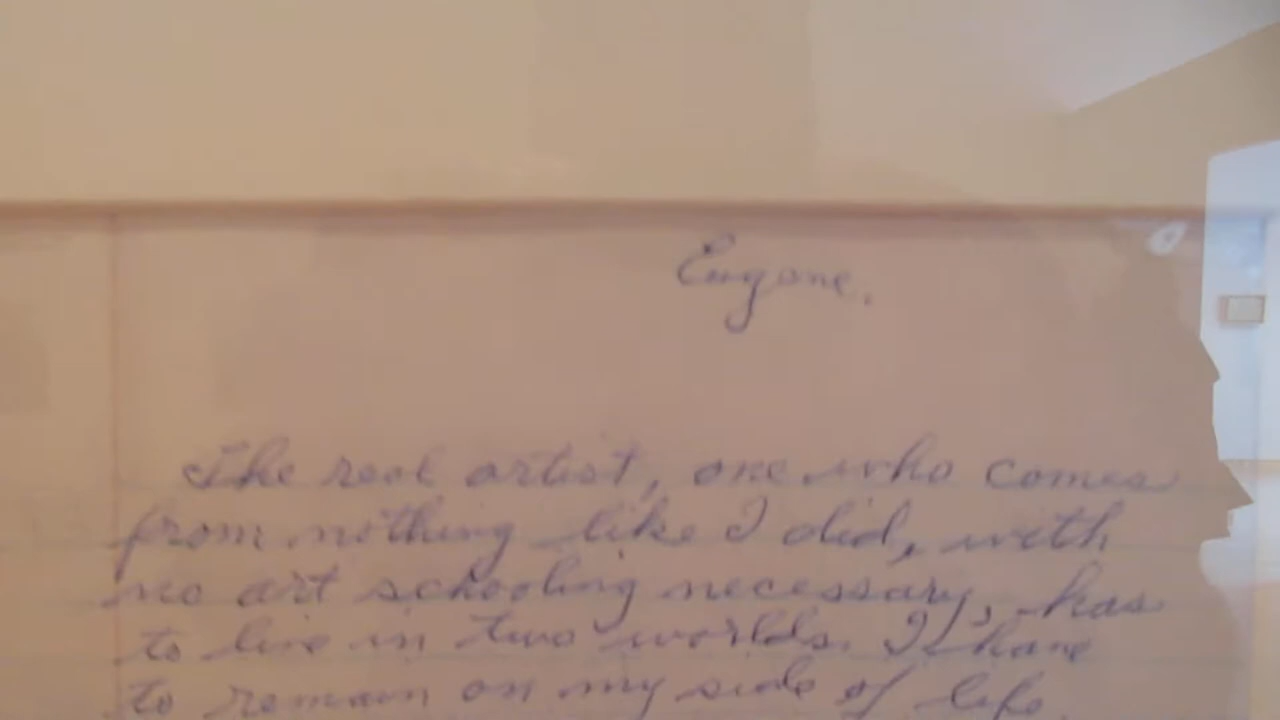 Eugene.
The real artist, one who comes
from nothing like I did, with
no art schooling necessary, has
to live in two worlds. I have
to remain on my side of life.